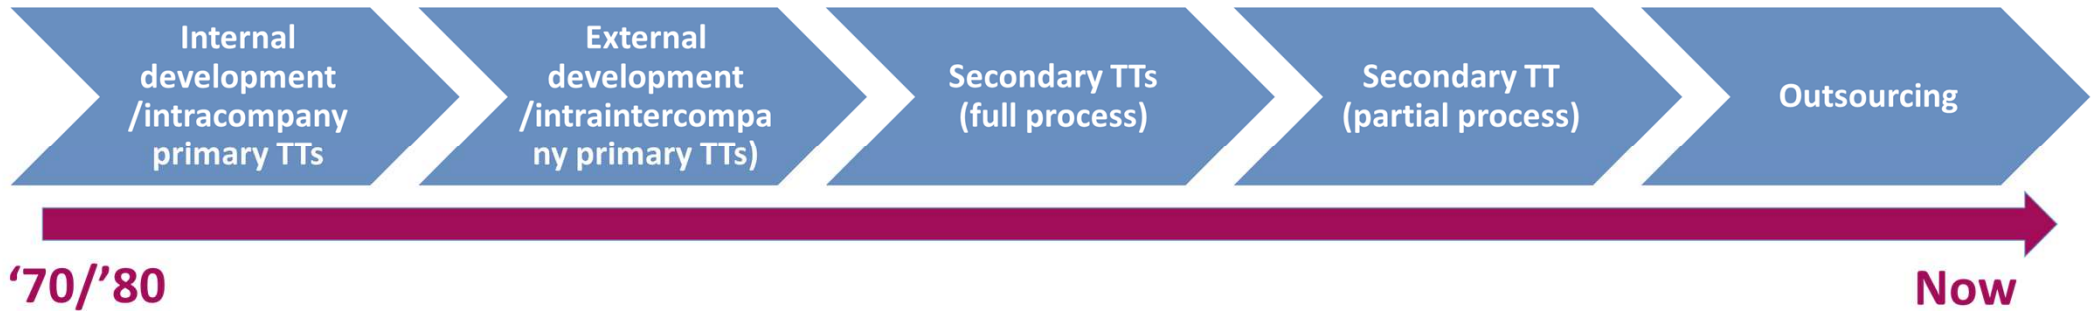 Internal
development
/intracompany
primary TTs
External
development
/intraintercompa
ny primary TTs)
Secondary TTs
(full process)
Secondary TT
(partial process)
Outsourcing
‘70/’80
Now